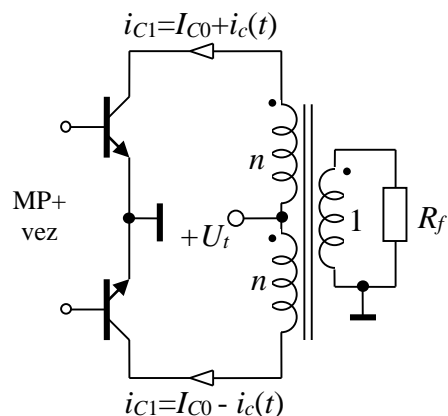 i_{C1}=I_{C0}+i_c(t)
n
MP+
vez
+U_t
1
R_f
n
i_{C1}=I_{C0} - i_c(t)